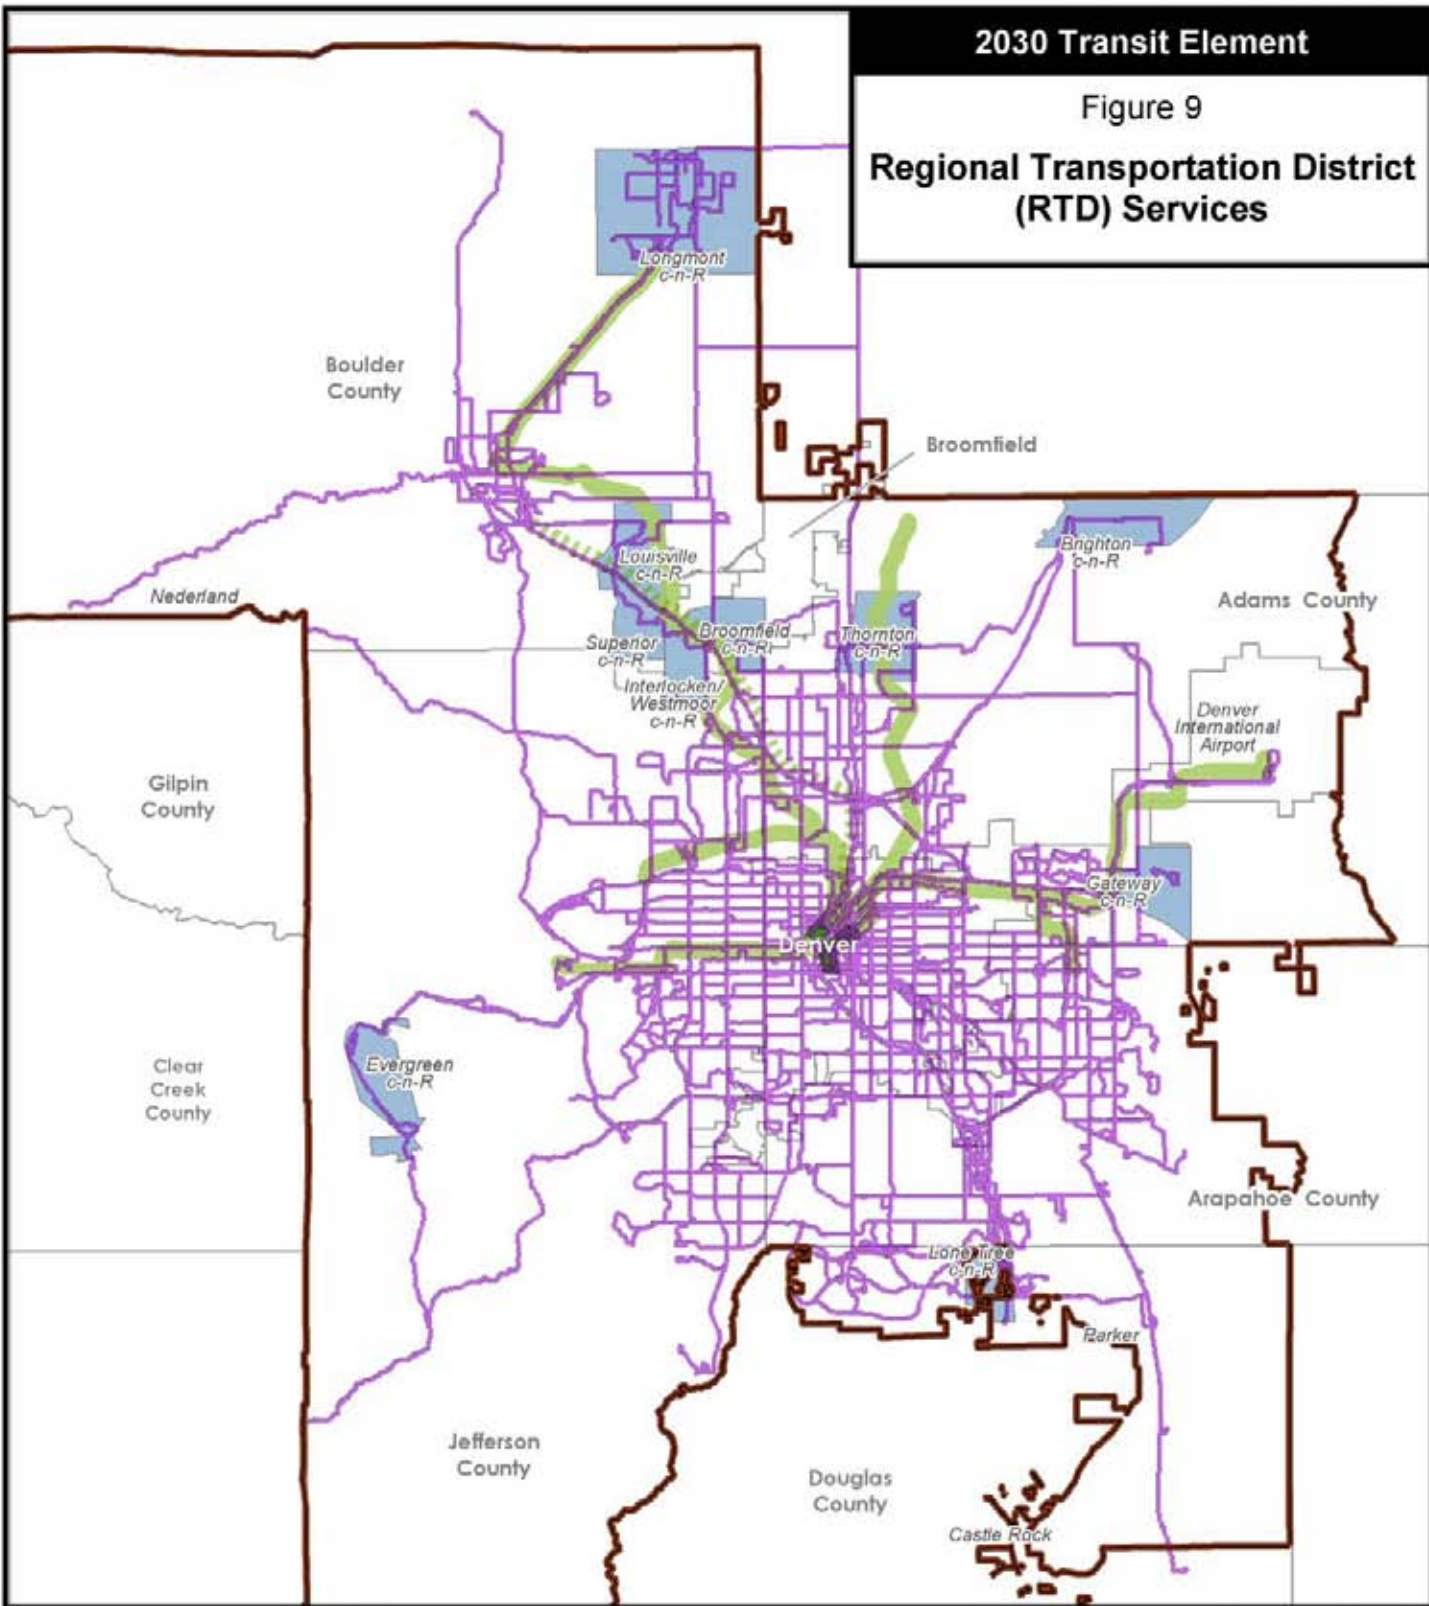 2030 Transit Element
Figure 9
Regional Transportation District
(RTD) Services
Longmont
c-n-R
Boulder
County
Broomfield
Brighton
c-n-R
Louisville
c-n-R
Nederland
Adams County
Superior
c-n-R
Broomfield
c-n-R
Thornton
c-n-R
Interlocken/
Westmoor
c-n-R
Denver
International
Airport
Gilpin
County
Gateway
c-n-R
Denver
Evergreen
c-n-R
Clear
Creek
County
Arapahoe County
Lone Tree
c-n-R
Parker
Jefferson
County
Douglas
County
Castle Rock